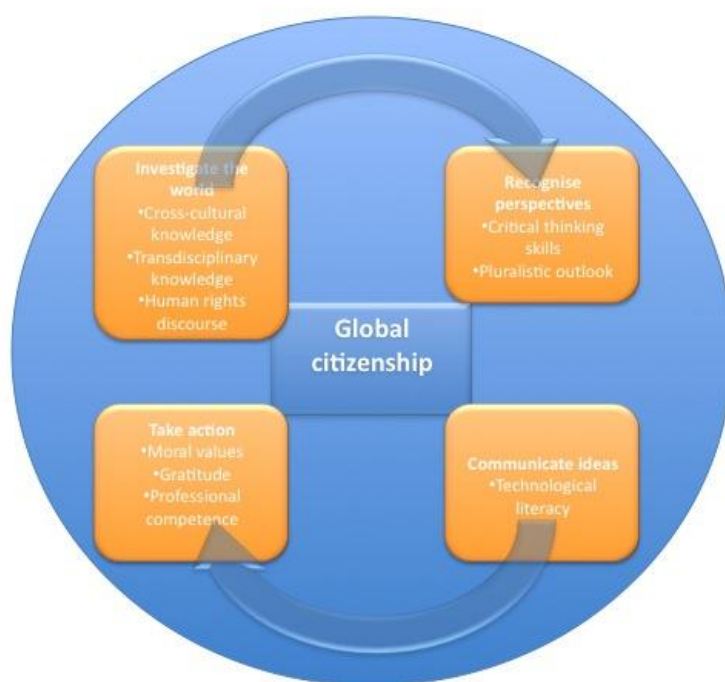 Investigate the
world
•Cross-cultural
knowledge
•Transdisciplinary
knowledge
•Human rights
discourse
Recognise
perspectives
•Critical thinking
skills
•Pluralistic outlook
Global
citizenship
Take action
•Moral values
•Gratitude
•Professional
competence
Communicate ideas
•Technological
literacy